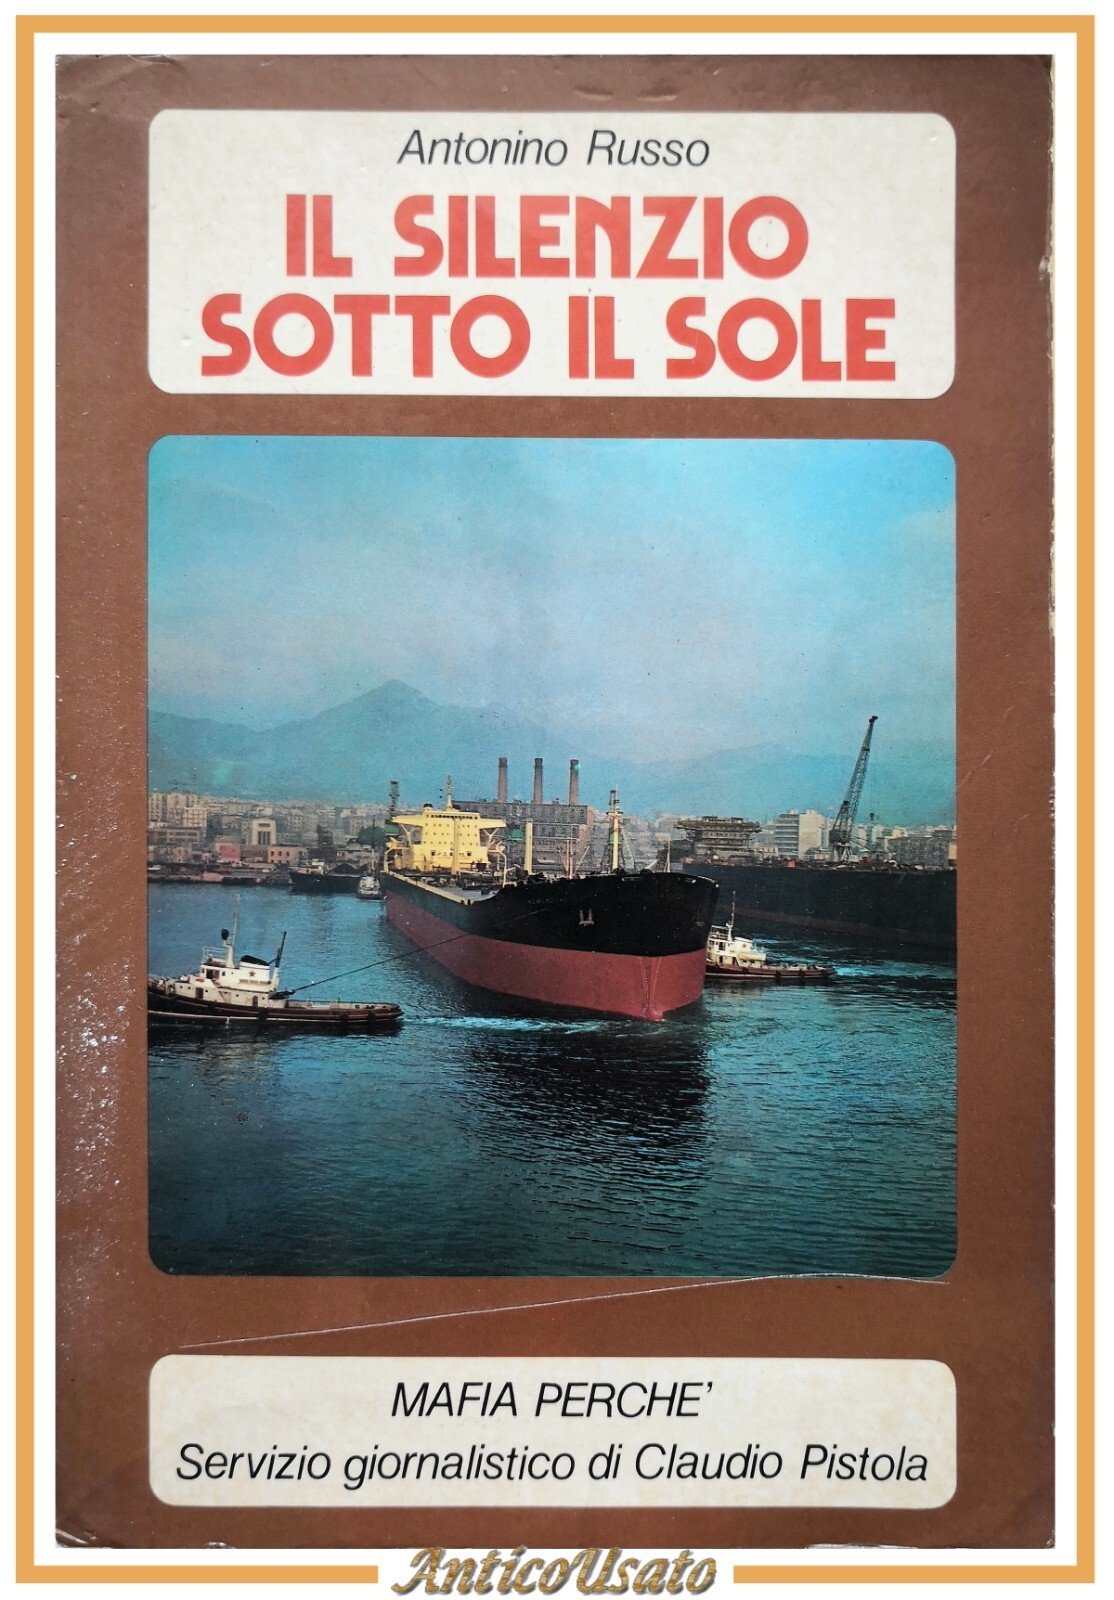 Antonino Russo
IL SILENZIO
SOTTO IL SOLE
MAFIA PERCHE'
Servizio giornalistico di Claudio Pistola
AnticoUsato